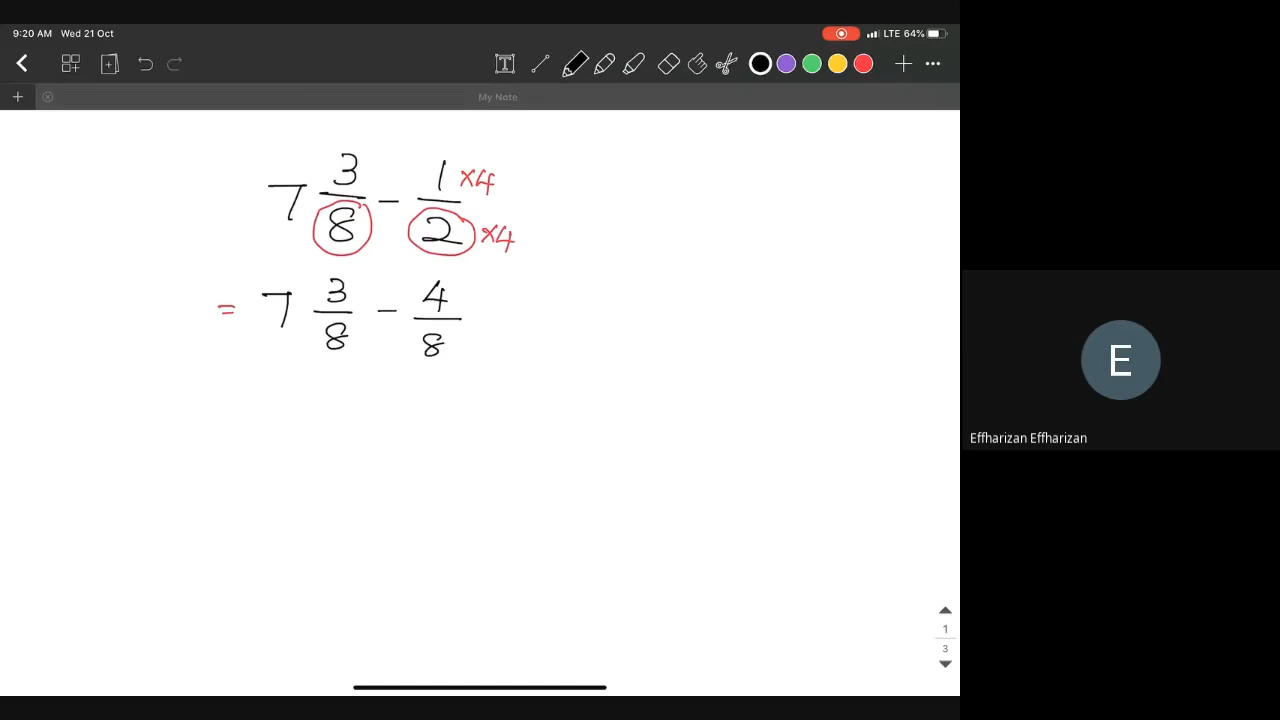 9:20 AM Wed 21 Oct
LTE 64%
T
My Note
7 3/8 - 1/2 ×4 ×4
= 7 3/8 - 4/8
E
Effharizan Effharizan
1
3